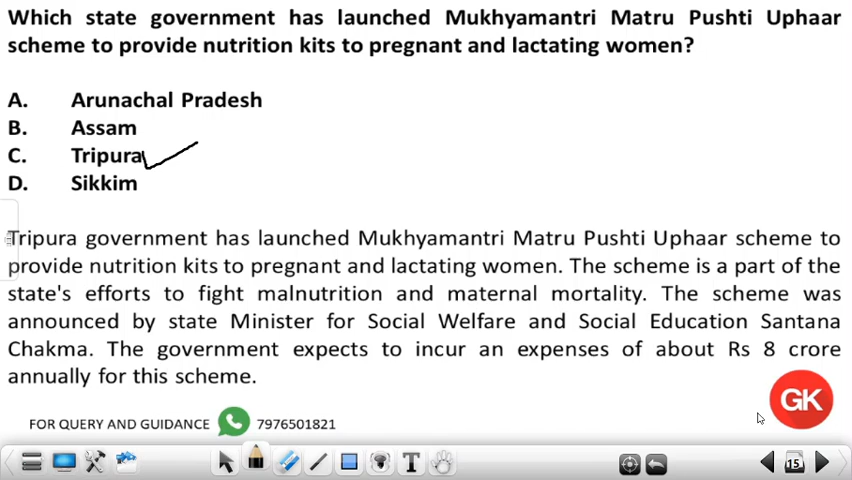 Which state government has launched Mukhyamantri Matru Pushti Uphaar
scheme to provide nutrition kits to pregnant and lactating women?
A. Arunachal Pradesh
B. Assam
C. Tripura
D. Sikkim
Tripura government has launched Mukhyamantri Matru Pushti Uphaar scheme to
provide nutrition kits to pregnant and lactating women. The scheme is a part of the
state's efforts to fight malnutrition and maternal mortality. The scheme was
announced by state Minister for Social Welfare and Social Education Santana
Chakma. The government expects to incur an expenses of about Rs 8 crore
annually for this scheme.
GK
FOR QUERY AND GUIDANCE 7976501821
T
15